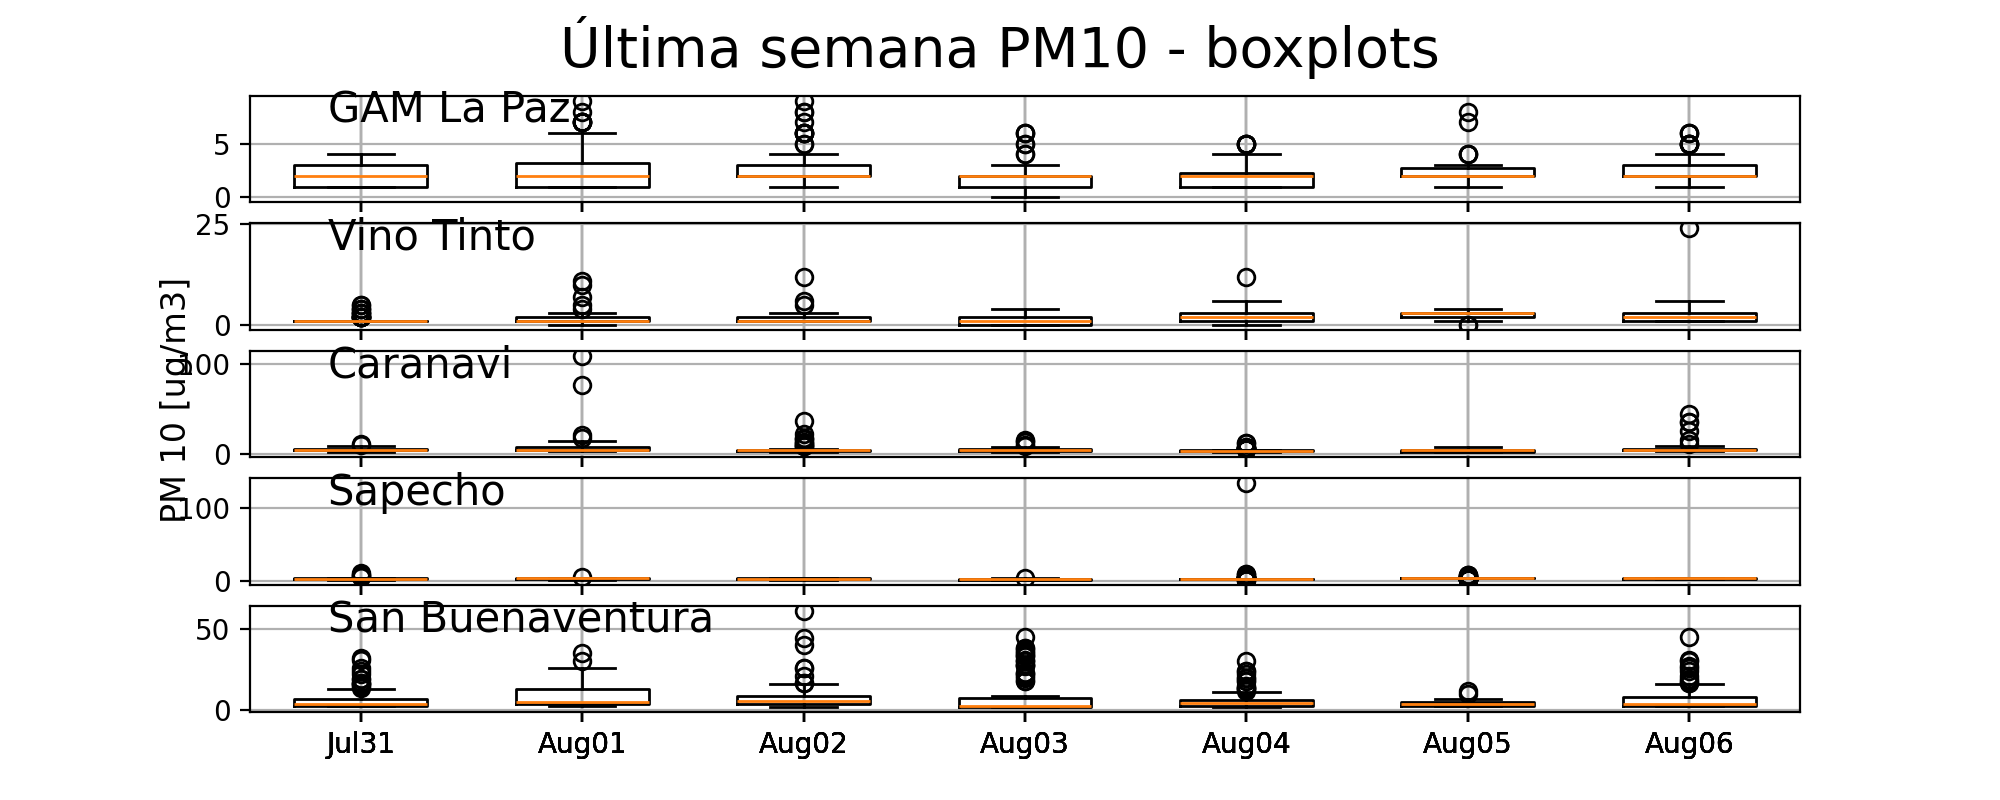 Última semana PM10 - boxplots
GAM La Paz
5
0
Vino Tinto
25
0
PM 10 [ug/m3]
Caranavi
100
0
Sapecho
100
0
San Buenaventura
50
0
Jul31 Aug01 Aug02 Aug03 Aug04 Aug05 Aug06